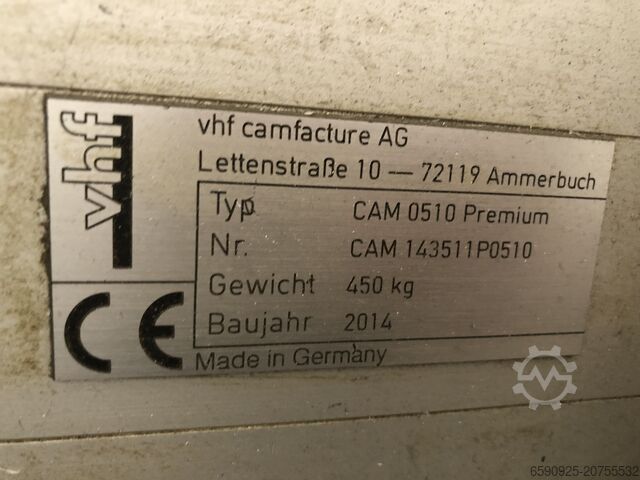 vhf
vhf camfacture AG
Lettenstraße 10 — 72119 Ammerbuch
Typ CAM 0510 Premium
Nr. CAM 143511P0510
Gewicht 450 kg
Baujahr 2014
CE
Made in Germany
6590925-20755532